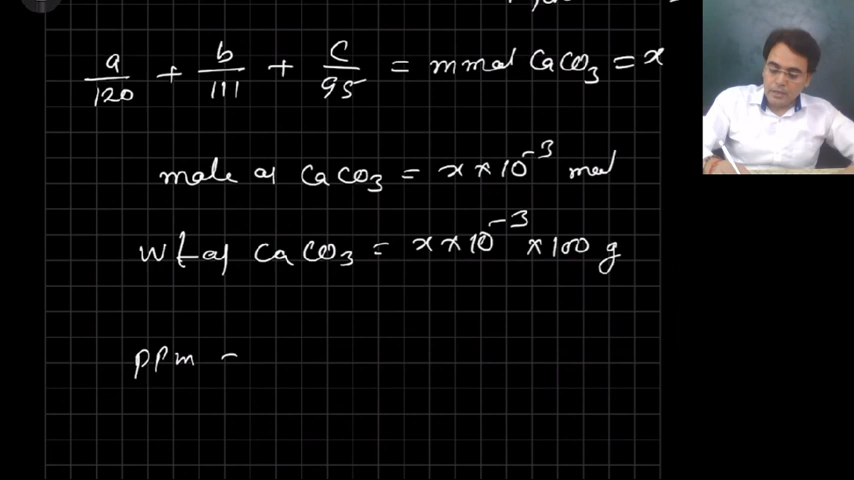 a/120 + b/111 + c/95 = mmol CaCO3 = x
mole of CaCO3 = x × 10^-3 mol
wt of CaCO3 = x × 10^-3 × 100 g
ppm =